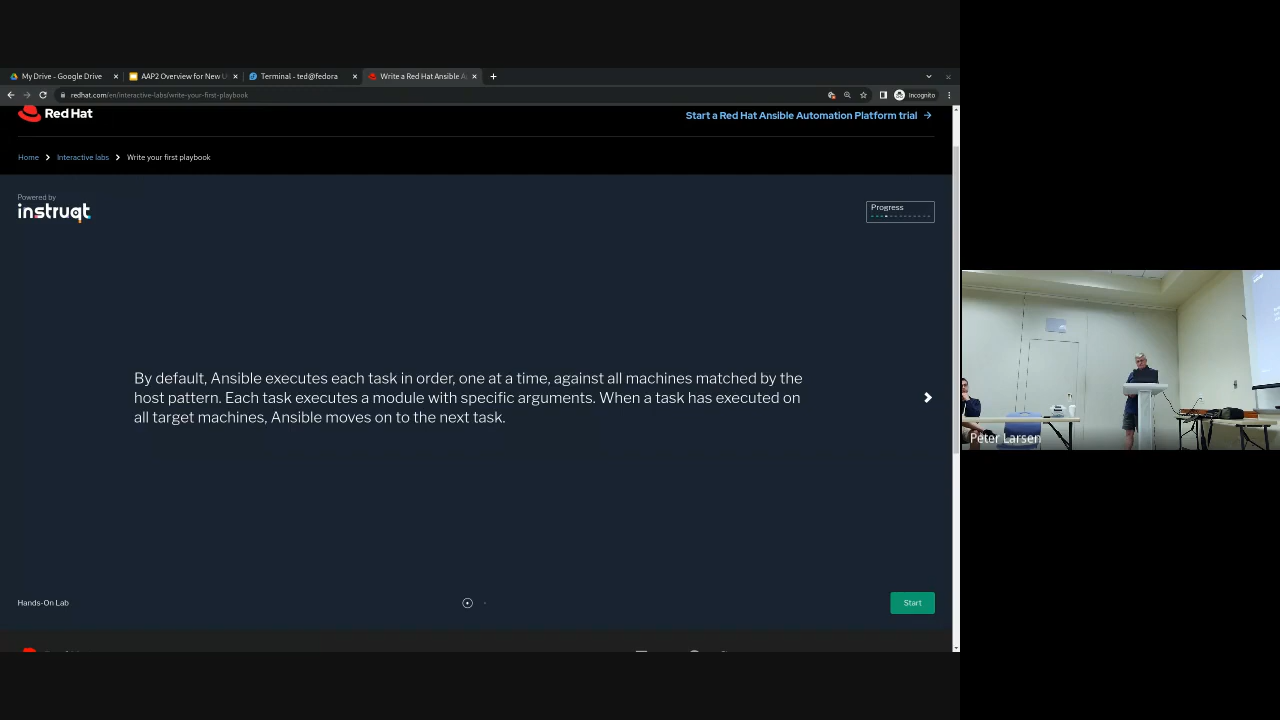 My Drive - Google Drive
AAP2 Overview for New U
Terminal - ted@fedora
Write a Red Hat Ansible A
redhat.com/en/interactive-labs/write-your-first-playbook
Incognito
Red Hat
Start a Red Hat Ansible Automation Platform trial
Home
Interactive labs
Write your first playbook
Powered by
instruqt
Progress
By default, Ansible executes each task in order, one at a time, against all machines matched by the
host pattern. Each task executes a module with specific arguments. When a task has executed on
all target machines, Ansible moves on to the next task.
Peter Larsen
Hands-On Lab
Start